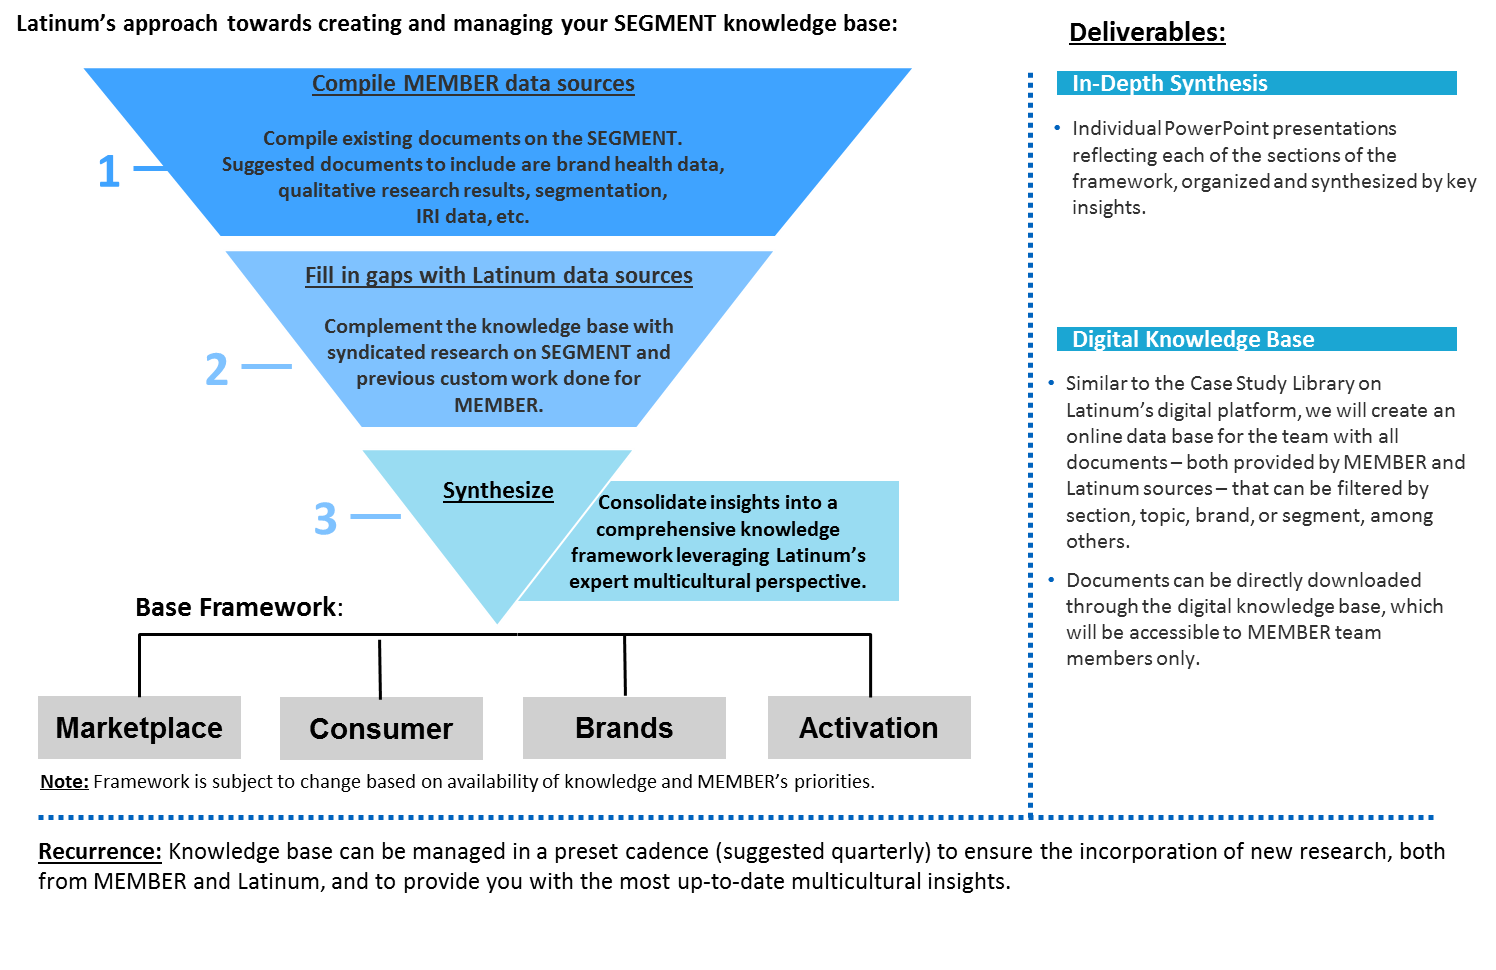 Latinum’s approach towards creating and managing your SEGMENT knowledge base:
Compile MEMBER data sources
Compile existing documents on the SEGMENT.
Suggested documents to include are brand health data,
qualitative research results, segmentation,
IRI data, etc.
1
Fill in gaps with Latinum data sources
Complement the knowledge base with
syndicated research on SEGMENT and
previous custom work done for
MEMBER.
2
Synthesize
3
Consolidate insights into a
comprehensive knowledge
framework leveraging Latinum’s
expert multicultural perspective.
Base Framework:
Marketplace
Consumer
Brands
Activation
Note: Framework is subject to change based on availability of knowledge and MEMBER’s priorities.
Deliverables:
In-Depth Synthesis
• Individual PowerPoint presentations
reflecting each of the sections of the
framework, organized and synthesized by key
insights.
Digital Knowledge Base
• Similar to the Case Study Library on
Latinum’s digital platform, we will create an
online data base for the team with all
documents – both provided by MEMBER and
Latinum sources – that can be filtered by
section, topic, brand, or segment, among
others.
• Documents can be directly downloaded
through the digital knowledge base, which
will be accessible to MEMBER team
members only.
Recurrence: Knowledge base can be managed in a preset cadence (suggested quarterly) to ensure the incorporation of new research, both
from MEMBER and Latinum, and to provide you with the most up-to-date multicultural insights.